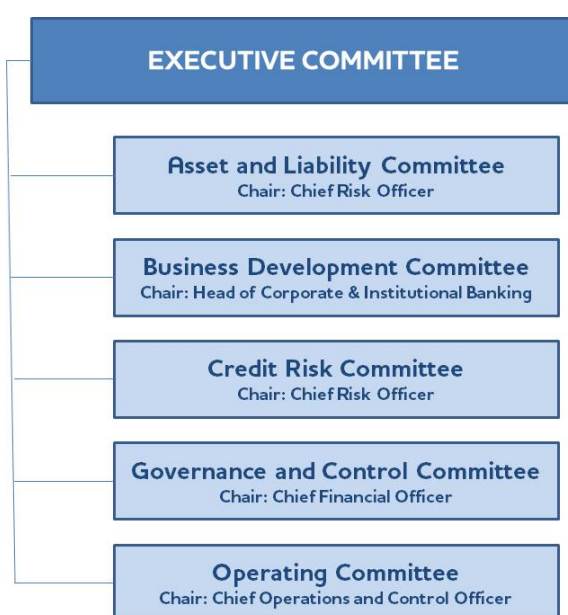 EXECUTIVE COMMITTEE
Asset and Liability Committee
Chair: Chief Risk Officer
Business Development Committee
Chair: Head of Corporate & Institutional Banking
Credit Risk Committee
Chair: Chief Risk Officer
Governance and Control Committee
Chair: Chief Financial Officer
Operating Committee
Chair: Chief Operations and Control Officer